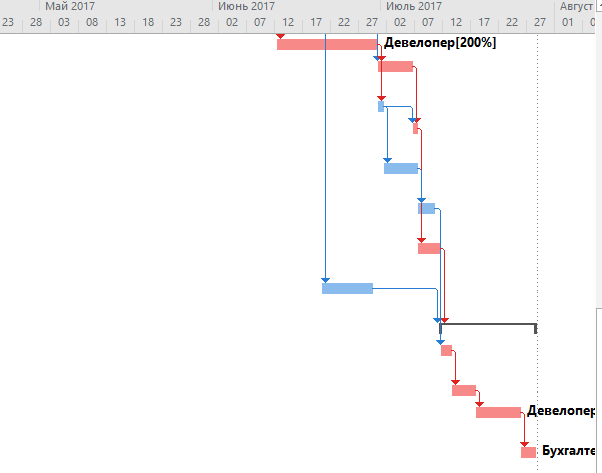 Май 2017 Июнь 2017 Июль 2017 Август
23 28 03 08 13 18 23 28 02 07 12 17 22 27 02 07 12 17 22 27 01
Девелопер[200%]
Девелопер
Бухгалте